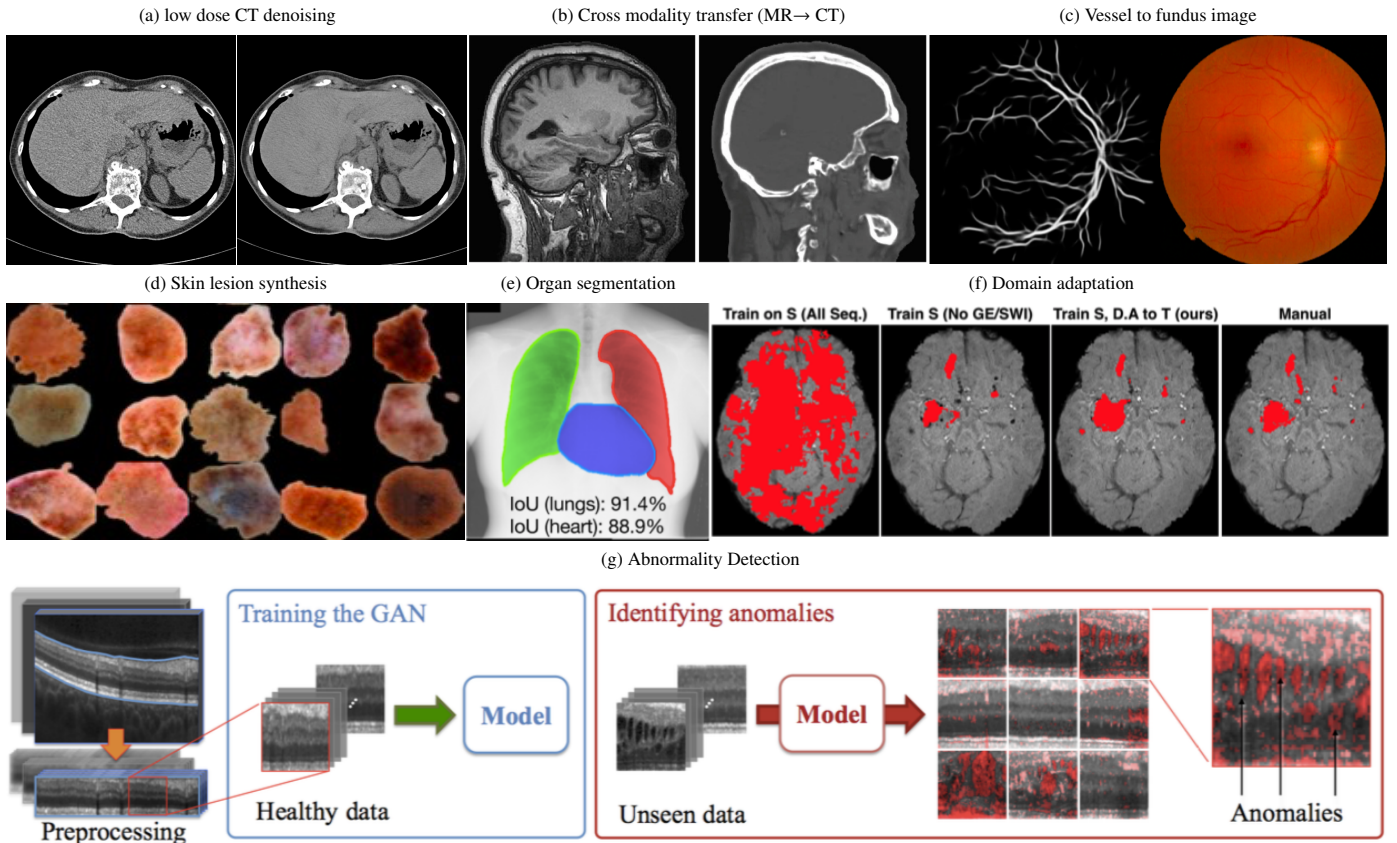 (a) low dose CT denoising
(b) Cross modality transfer (MR→ CT)
(c) Vessel to fundus image
(d) Skin lesion synthesis
(e) Organ segmentation
(f) Domain adaptation
IoU (lungs): 91.4%
IoU (heart): 88.9%
Train on S (All Seq.)
Train S (No GE/SWI)
Train S, D.A to T (ours)
Manual
(g) Abnormality Detection
Preprocessing
Training the GAN
Healthy data
Model
Identifying anomalies
Unseen data
Model
Anomalies